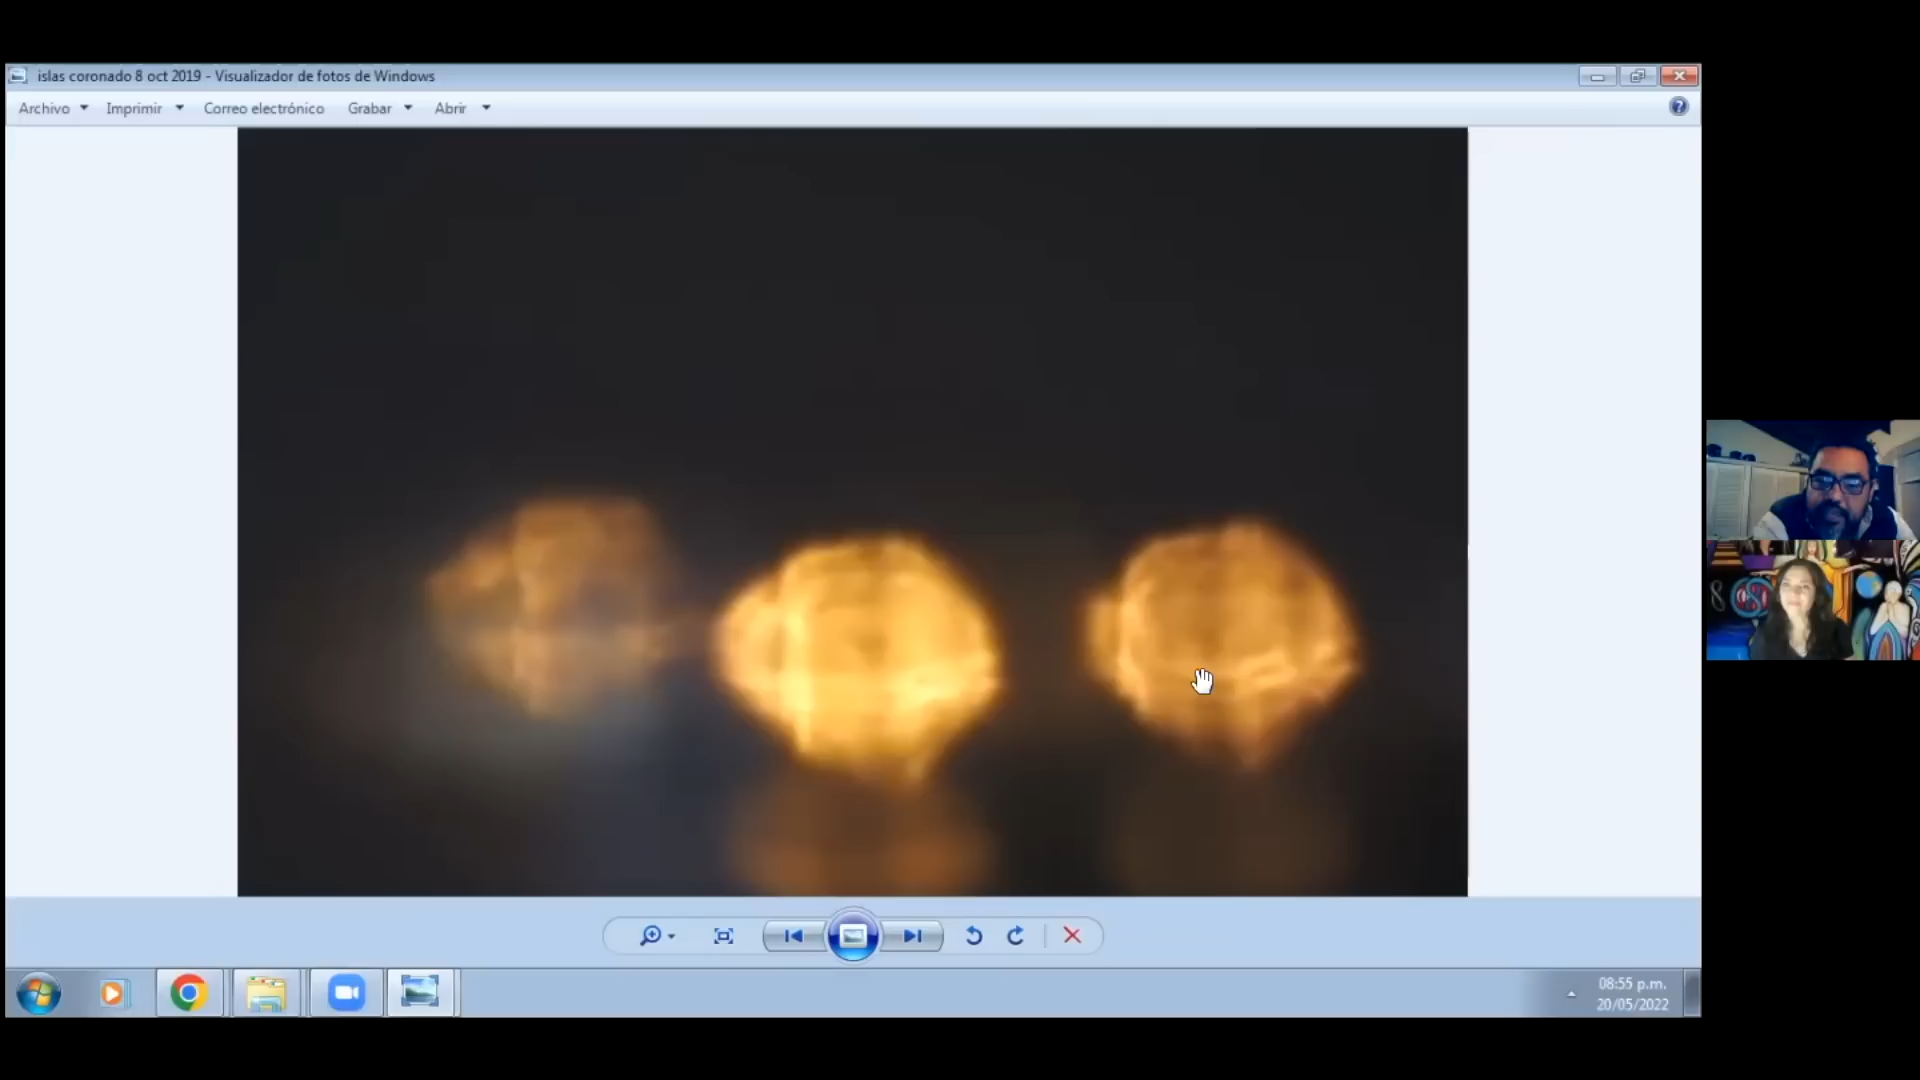 islas coronado 8 oct 2019 - Visualizador de fotos de Windows
Archivo Imprimir Correo electrónico Grabar Abrir
08:55 p.m.
20/05/2022